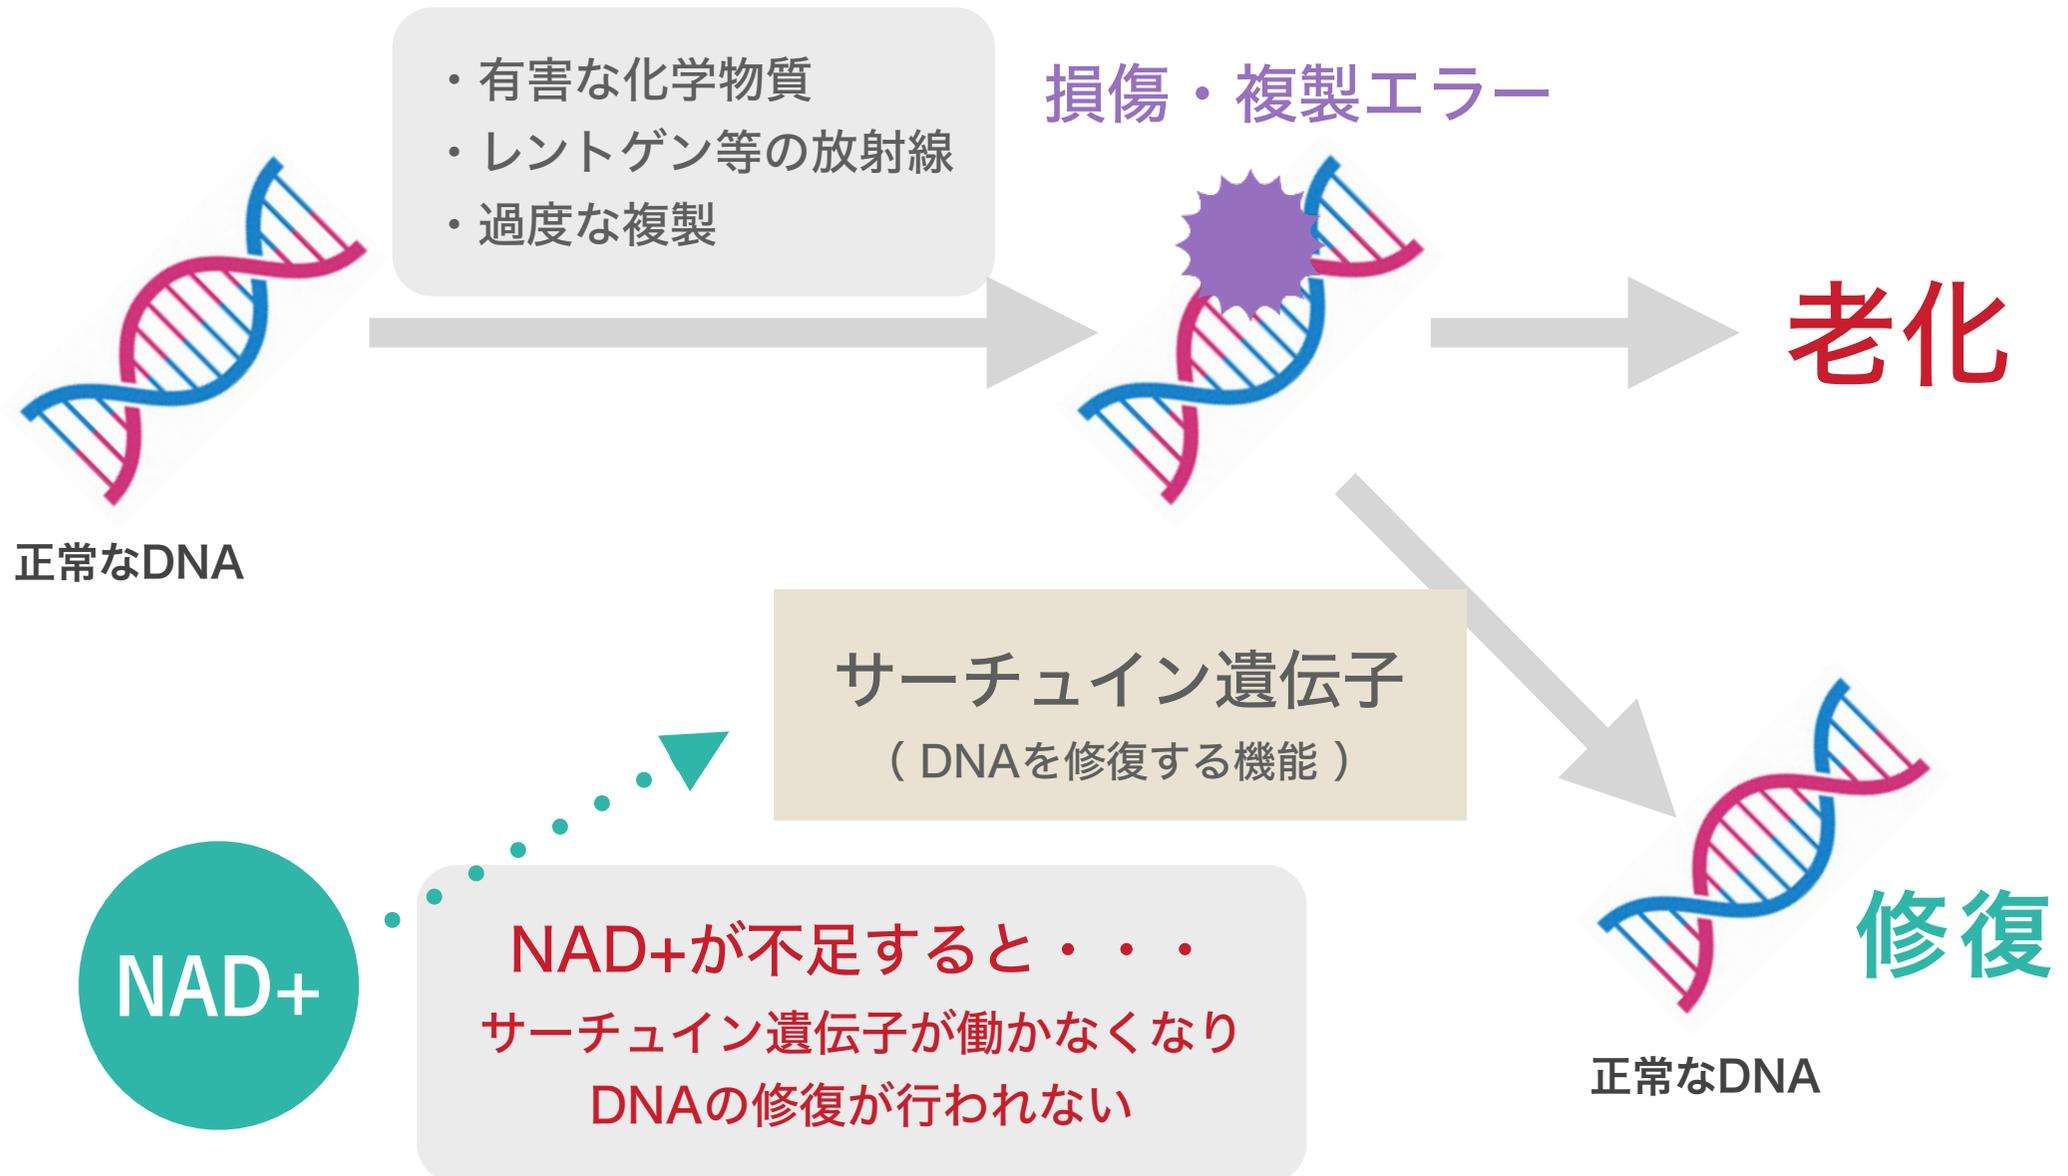 ・有害な化学物質
・レントゲン等の放射線
・過度な複製
損傷・複製エラー
老化
正常なDNA
サーチュイン遺伝子
（ DNAを修復する機能 ）
NAD+
NAD+が不足すると・・・
サーチュイン遺伝子が働かなくなり
DNAの修復が行われない
修復
正常なDNA